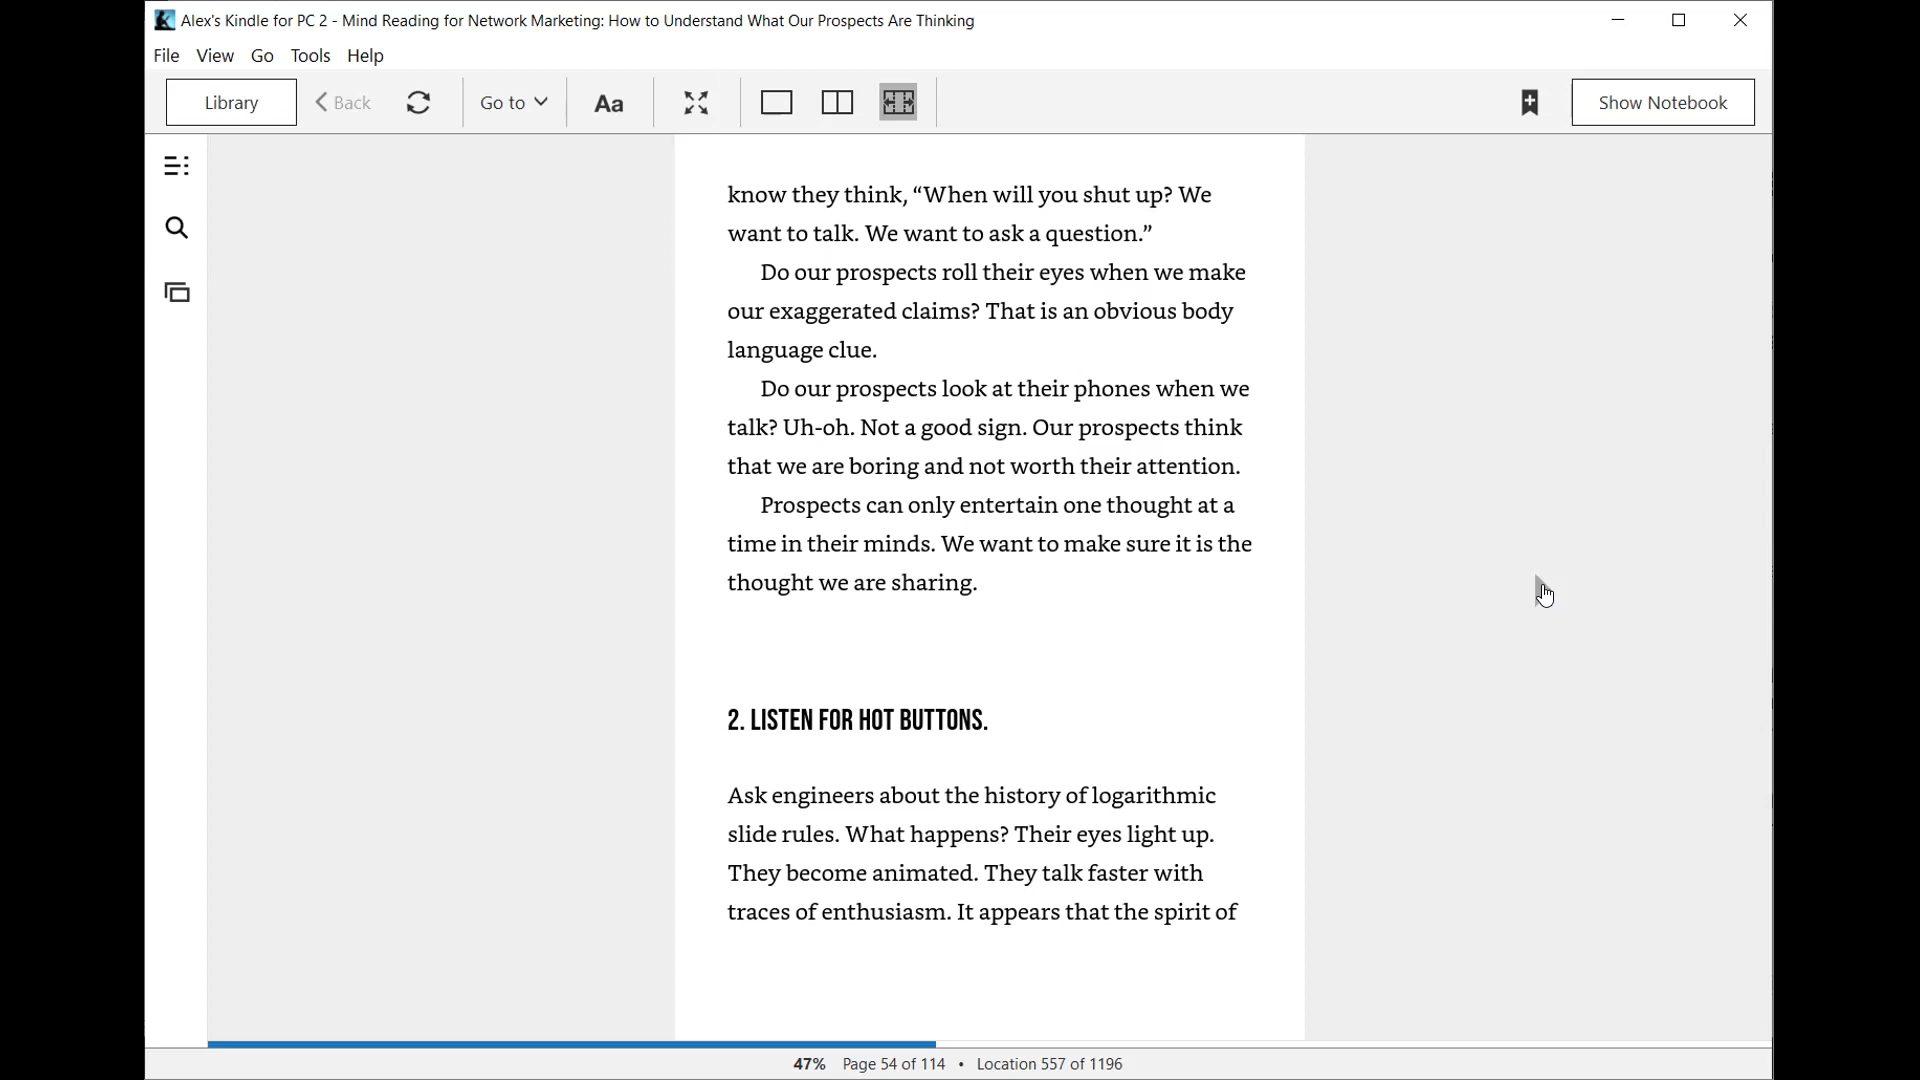 Alex's Kindle for PC 2 - Mind Reading for Network Marketing: How to Understand What Our Prospects Are Thinking
File View Go Tools Help
Library Back Go to Aa Show Notebook
know they think, “When will you shut up? We
want to talk. We want to ask a question.”
Do our prospects roll their eyes when we make
our exaggerated claims? That is an obvious body
language clue.
Do our prospects look at their phones when we
talk? Uh-oh. Not a good sign. Our prospects think
that we are boring and not worth their attention.
Prospects can only entertain one thought at a
time in their minds. We want to make sure it is the
thought we are sharing.
2. LISTEN FOR HOT BUTTONS.
Ask engineers about the history of logarithmic
slide rules. What happens? Their eyes light up.
They become animated. They talk faster with
traces of enthusiasm. It appears that the spirit of
47% Page 54 of 114 • Location 557 of 1196